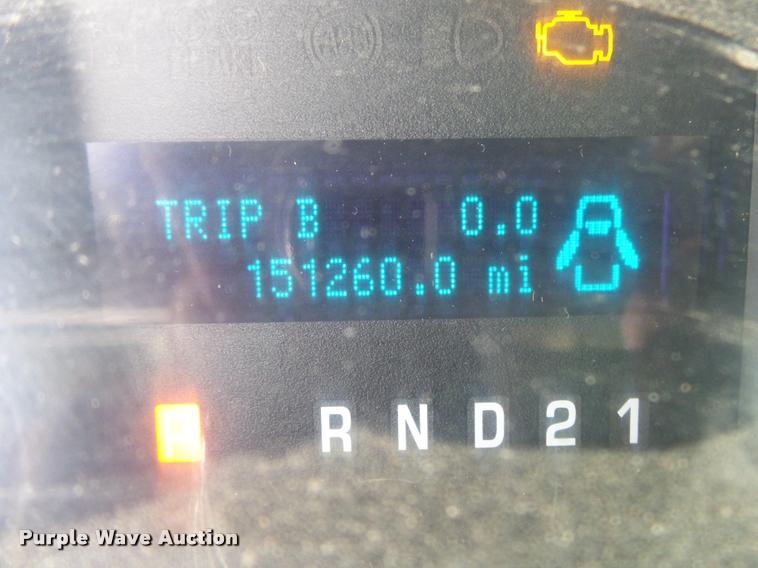 TRIP B 0.0
151260.0 mi
R N D 2 1
Purple Wave Auction